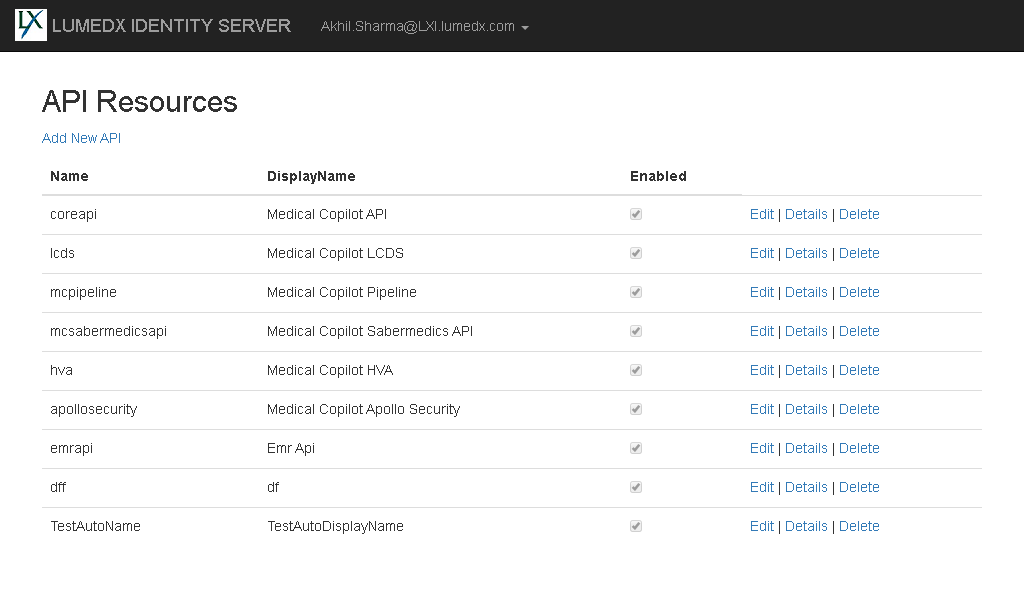 LX LUMEDX IDENTITY SERVER Akhil.Sharma@LXI.lumedx.com
API Resources
Add New API
Name DisplayName Enabled
coreapi Medical Copilot API Edit | Details | Delete
lcds Medical Copilot LCDS Edit | Details | Delete
mcpipeline Medical Copilot Pipeline Edit | Details | Delete
mcsabermedicsapi Medical Copilot Sabermedics API Edit | Details | Delete
hva Medical Copilot HVA Edit | Details | Delete
apollosecurity Medical Copilot Apollo Security Edit | Details | Delete
emrapi Emr Api Edit | Details | Delete
dff df Edit | Details | Delete
TestAutoName TestAutoDisplayName Edit | Details | Delete